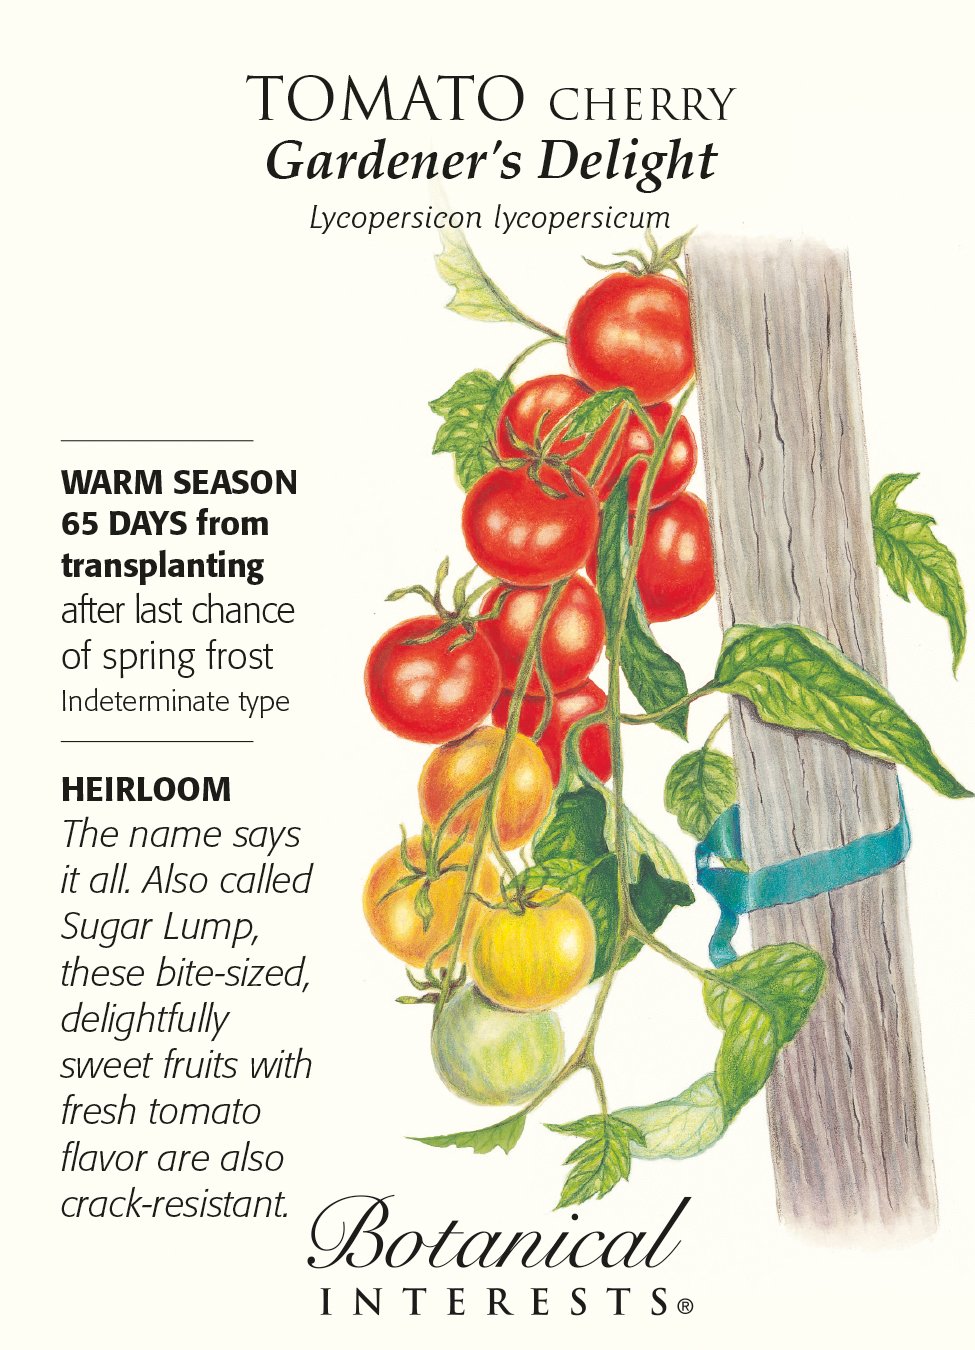 TOMATO CHERRY
Gardener's Delight
Lycopersicon lycopersicum
WARM SEASON
65 DAYS from
transplanting
after last chance
of spring frost
Indeterminate type
HEIRLOOM
The name says
it all. Also called
Sugar Lump,
these bite-sized,
delightfully
sweet fruits with
fresh tomato
flavor are also
crack-resistant.
Botanical
INTERESTS®